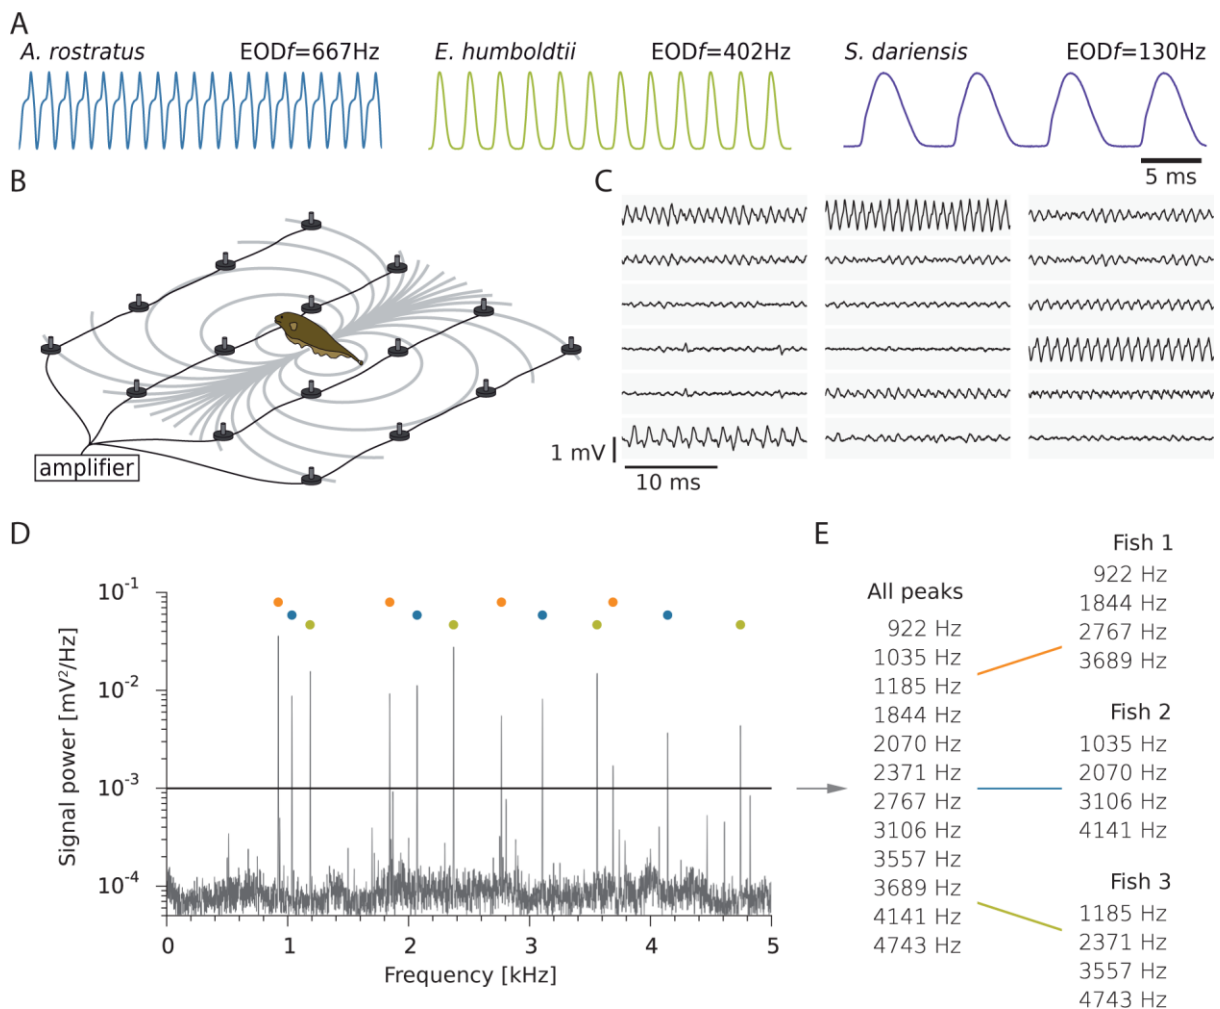 A
A. rostratus EODf=667Hz
E. humboldtii EODf=402Hz
S. dariensis EODf=130Hz
5 ms
B
amplifier
C
1 mV
10 ms
D
10⁻¹
10⁻²
10⁻³
10⁻⁴
Signal power [mV²/Hz]
0 1 2 3 4 5
Frequency [kHz]
E
All peaks
922 Hz
1035 Hz
1185 Hz
1844 Hz
2070 Hz
2371 Hz
2767 Hz
3106 Hz
3557 Hz
3689 Hz
4141 Hz
4743 Hz
Fish 1
922 Hz
1844 Hz
2767 Hz
3689 Hz
Fish 2
1035 Hz
2070 Hz
3106 Hz
4141 Hz
Fish 3
1185 Hz
2371 Hz
3557 Hz
4743 Hz